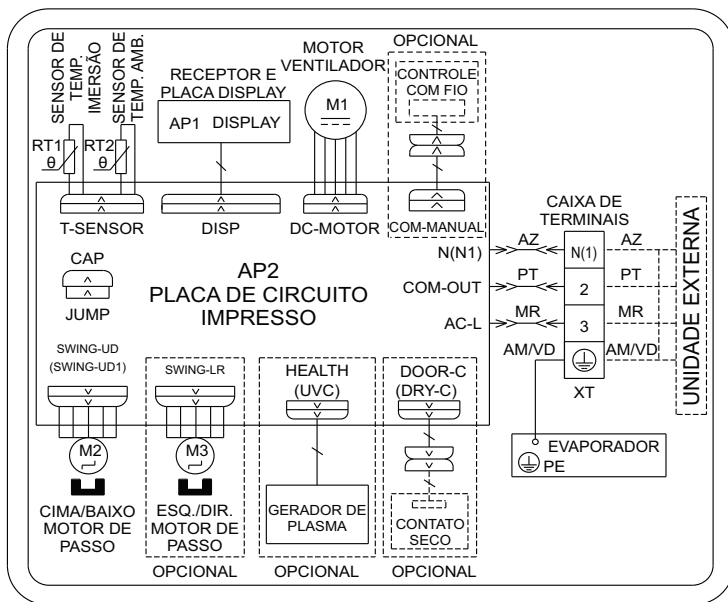 SENSOR DE
TEMP.
IMERSÃO
SENSOR DE
TEMP. AMB.
RECEPTOR E
PLACA DISPLAY
AP1 DISPLAY
MOTOR
VENTILADOR
M1
OPCIONAL
CONTROLE
COM FIO
RT1
θ
RT2
θ
T-SENSOR
DISP
DC-MOTOR
COM-MANUAL
CAP
JUMP
AP2
PLACA DE CIRCUITO
IMPRESSO
N(N1)
COM-OUT
AC-L
CAIXA DE
TERMINAIS
AZ
N(1)
AZ
PT
2
PT
MR
3
MR
AM/VD
AM/VD
XT
UNIDADE EXTERNA
EVAPORADOR
PE
SWING-UD
(SWING-UD1)
M2
CIMA/BAIXO
MOTOR DE
PASSO
SWING-LR
M3
ESQ./DIR.
MOTOR DE
PASSO
OPCIONAL
HEALTH
(UVC)
GERADOR DE
PLASMA
OPCIONAL
DOOR-C
(DRY-C)
CONTATO
SECO
OPCIONAL